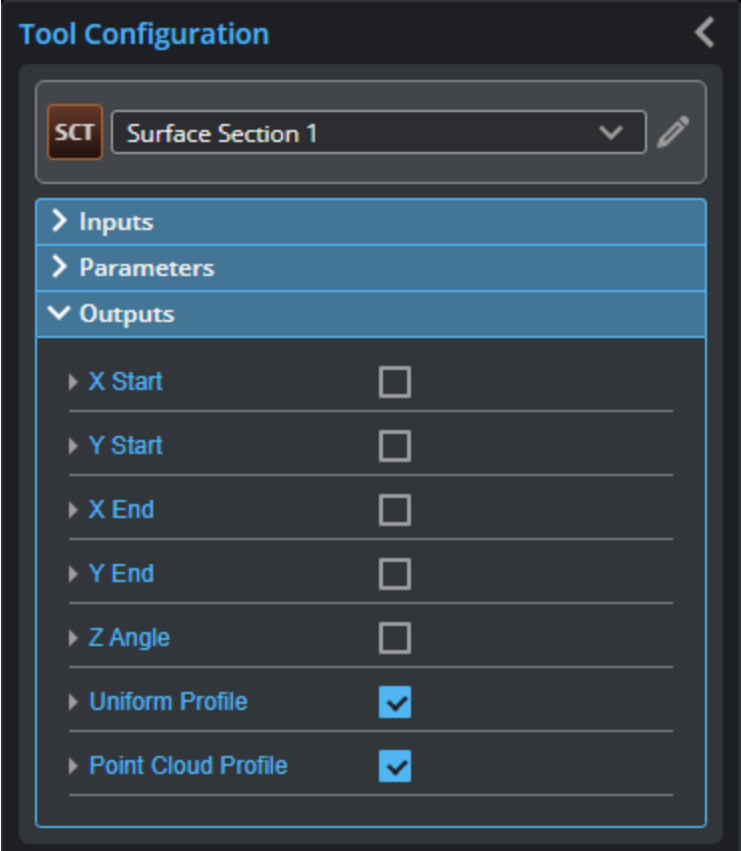 Tool Configuration
SCT Surface Section 1
Inputs
Parameters
Outputs
X Start
Y Start
X End
Y End
Z Angle
Uniform Profile
Point Cloud Profile